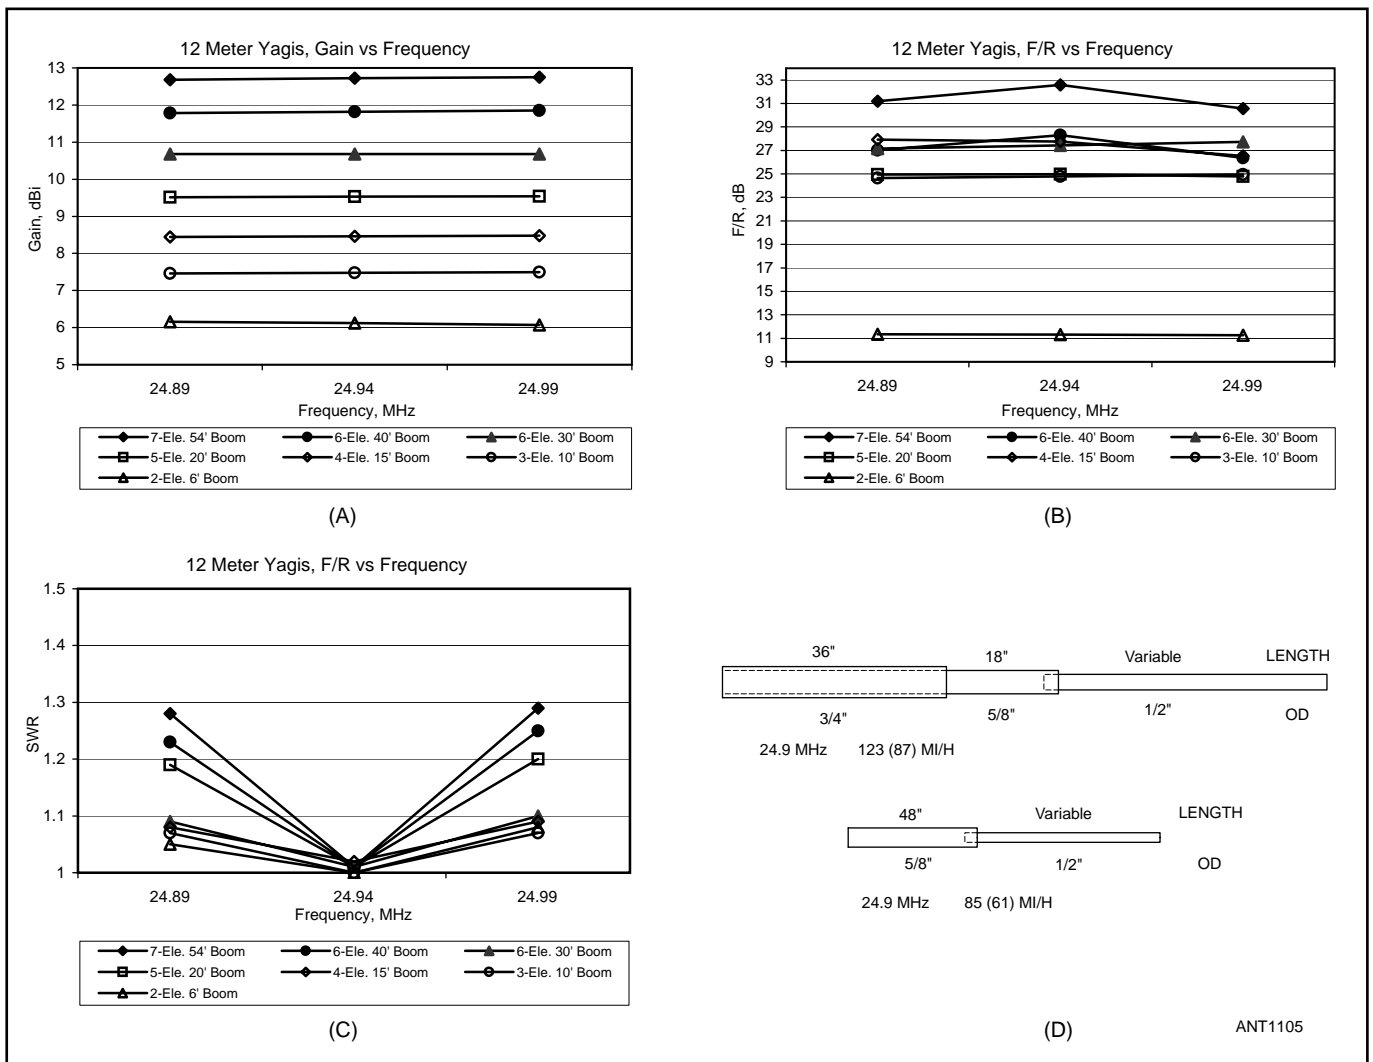 12 Meter Yagis, Gain vs Frequency
Gain, dBi
13
12
11
10
9
8
7
6
5
24.89 24.94 24.99
Frequency, MHz
7-Ele. 54' Boom 6-Ele. 40' Boom 6-Ele. 30' Boom
5-Ele. 20' Boom 4-Ele. 15' Boom 3-Ele. 10' Boom
2-Ele. 6' Boom
(A)
12 Meter Yagis, F/R vs Frequency
F/R, dB
33
31
29
27
25
23
21
19
17
15
13
11
9
24.89 24.94 24.99
Frequency, MHz
7-Ele. 54' Boom 6-Ele. 40' Boom 6-Ele. 30' Boom
5-Ele. 20' Boom 4-Ele. 15' Boom 3-Ele. 10' Boom
2-Ele. 6' Boom
(B)
12 Meter Yagis, F/R vs Frequency
SWR
1.5
1.4
1.3
1.2
1.1
1
24.89 24.94 24.99
Frequency, MHz
7-Ele. 54' Boom 6-Ele. 40' Boom 6-Ele. 30' Boom
5-Ele. 20' Boom 4-Ele. 15' Boom 3-Ele. 10' Boom
2-Ele. 6' Boom
(C)
36" 18" Variable LENGTH
3/4" 5/8" 1/2" OD
24.9 MHz 123 (87) MI/H
48" Variable LENGTH
5/8" 1/2" OD
24.9 MHz 85 (61) MI/H
(D)
ANT1105